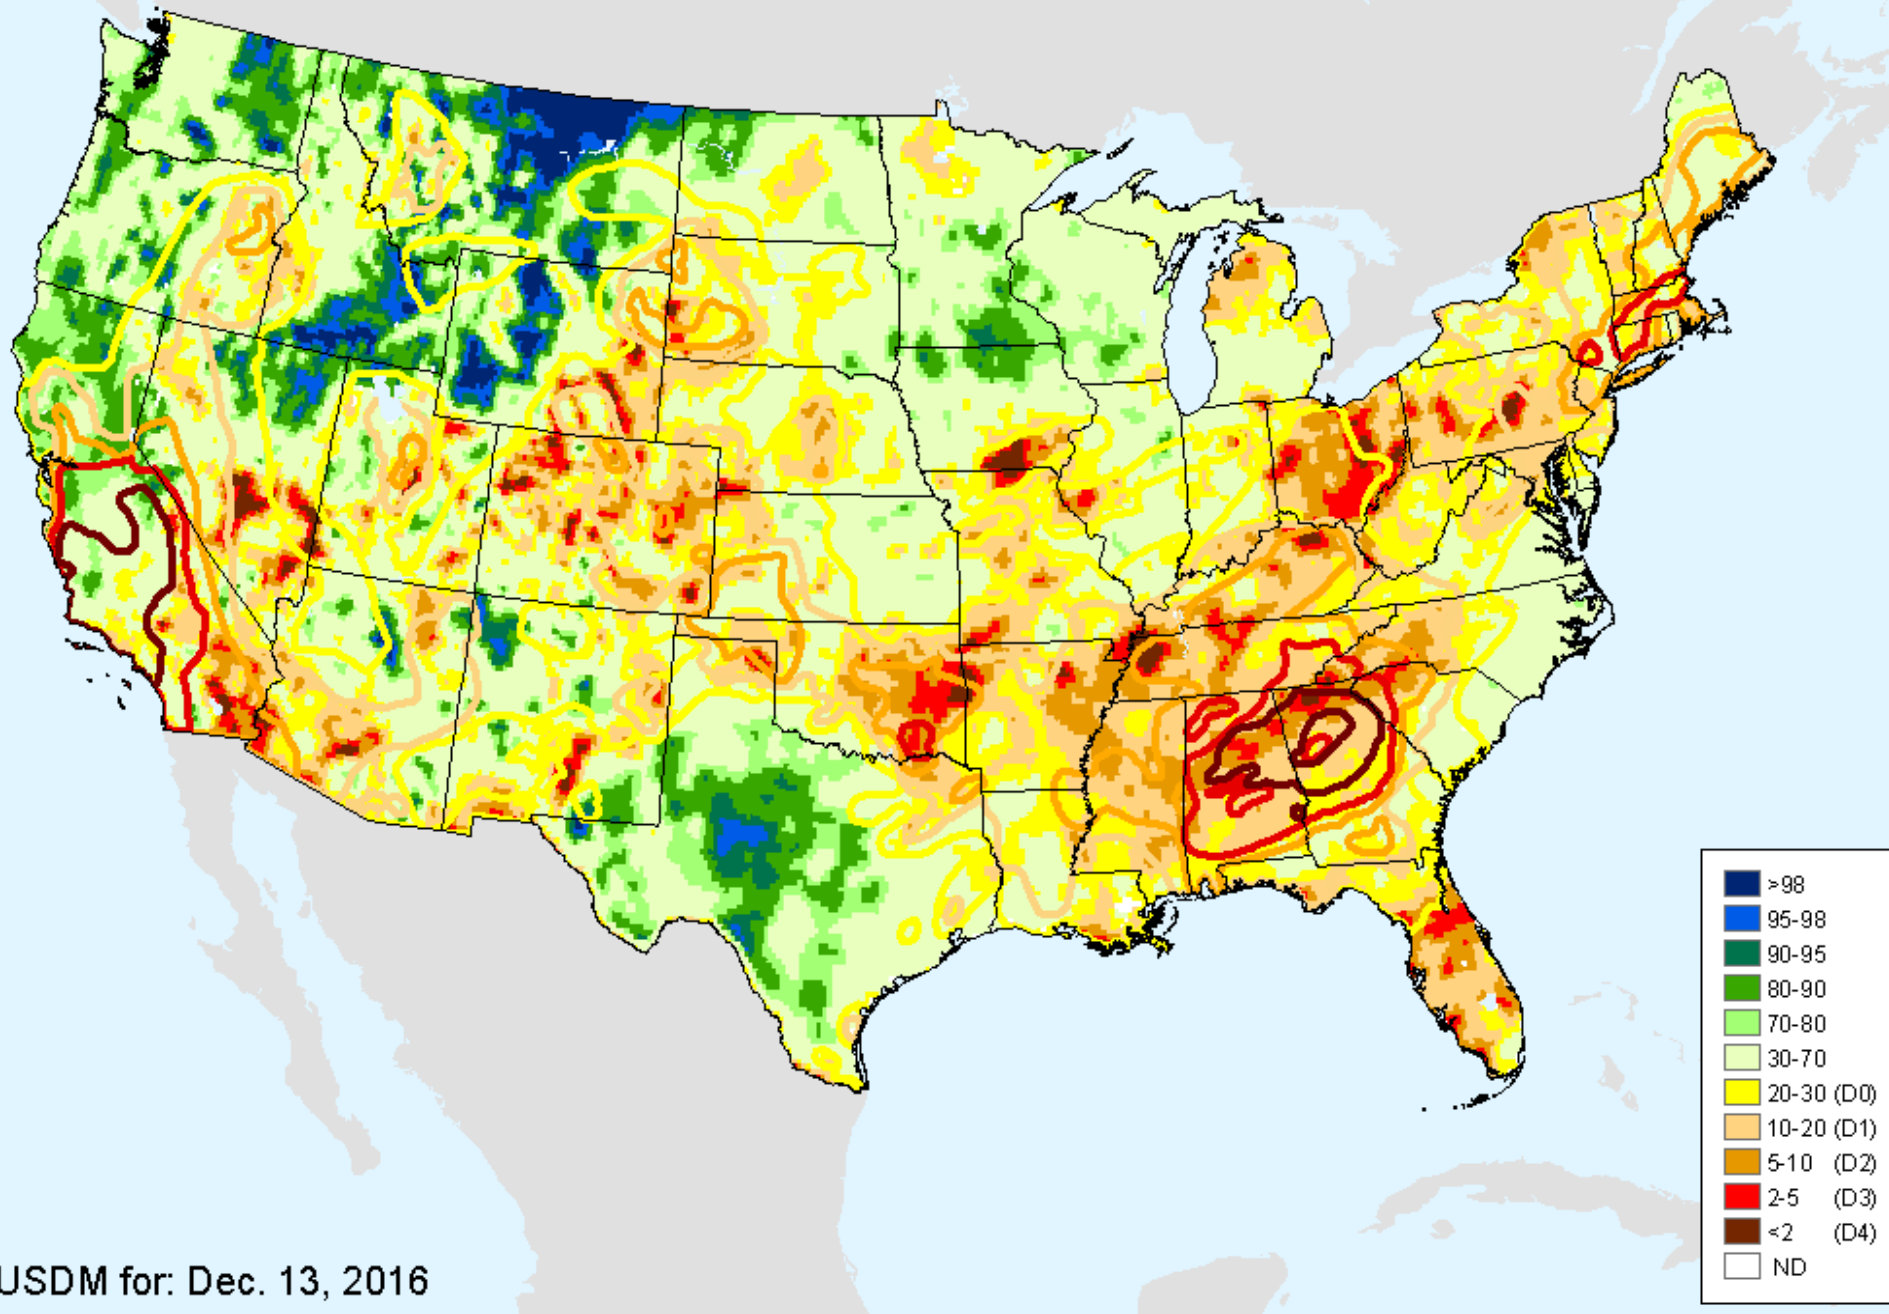 >98
95-98
90-95
80-90
70-80
30-70
20-30 (D0)
10-20 (D1)
5-10 (D2)
2-5 (D3)
<2 (D4)
ND
USDM for: Dec. 13, 2016